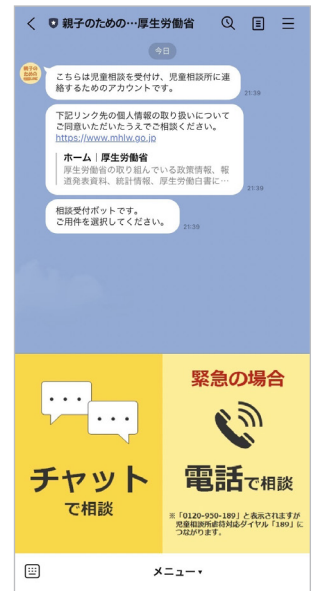 親子のための…厚生労働省
今日
親子の
ための
こちらは児童相談を受付け、児童相談所に連
絡するためのアカウントです。
21:39
下記リンク先の個人情報の取り扱いについて
ご同意いただいたうえでご相談ください。
https://www.mhlw.go.jp
ホーム｜厚生労働省
厚生労働省の取り組んでいる政策情報、報
道発表資料、統計情報、厚生労働白書に…
21:39
相談受付ボットです。
ご用件を選択してください。
21:39
チャット
で相談
緊急の場合
電話で相談
※「0120-950-189」と表示されますが
児童相談所虐待対応ダイヤル「189」に
つながります。
メニュー▾